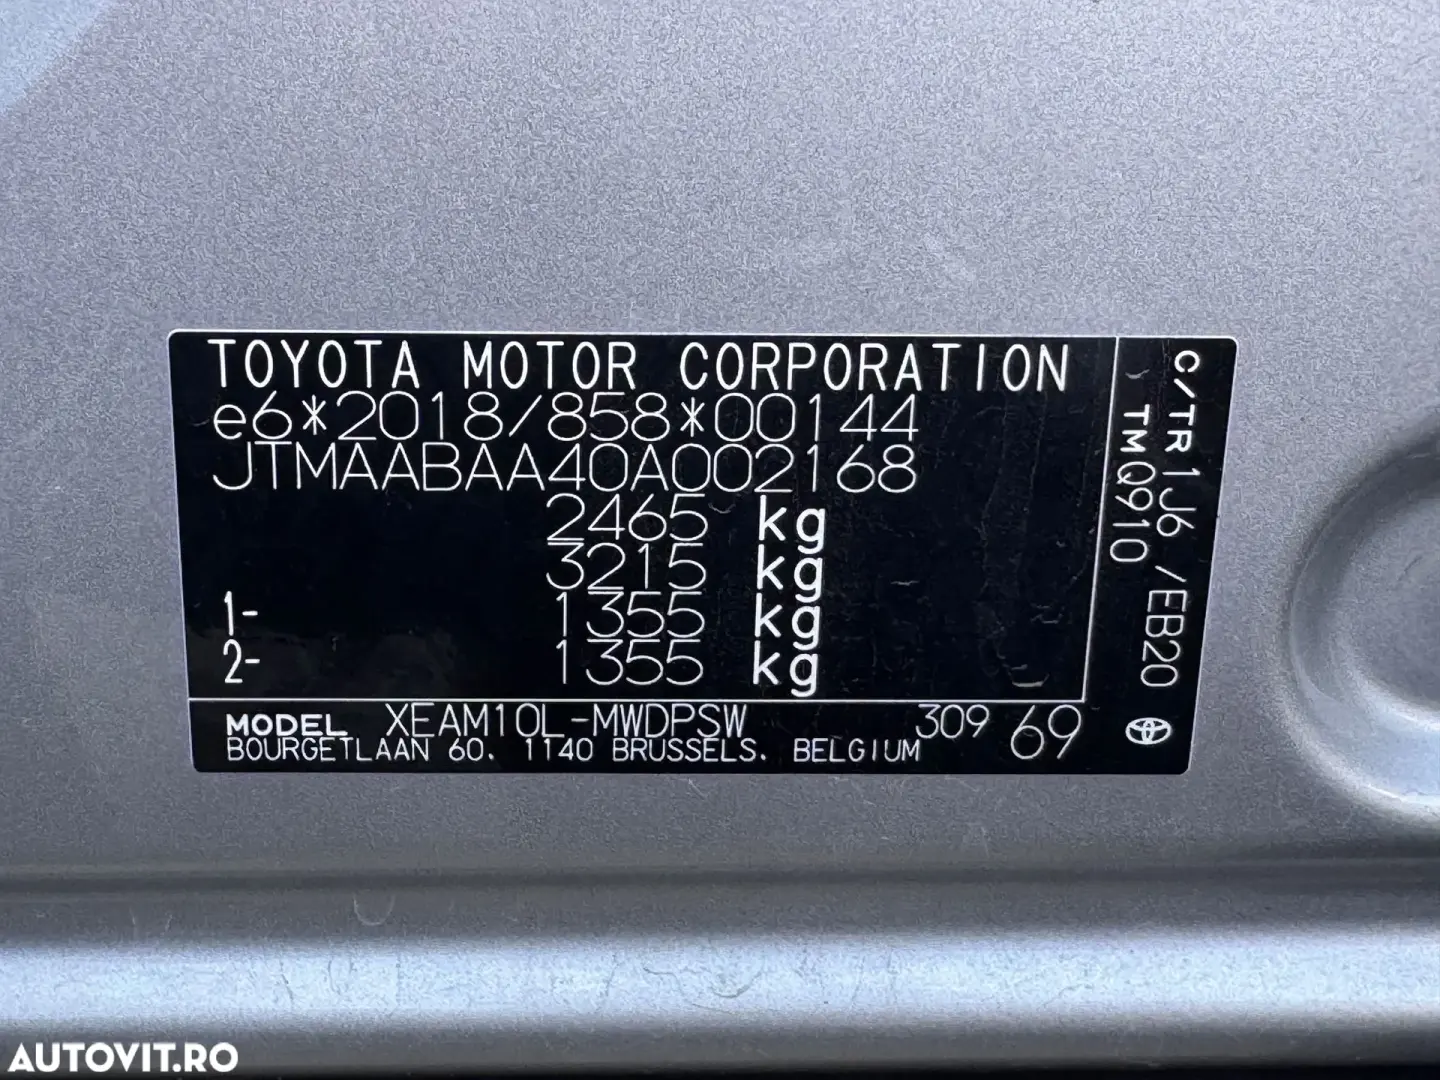 TOYOTA MOTOR CORPORATION
e6*2018/858*00144
JTMAABAA40A002168
2465 kg
3215 kg
1- 1355 kg
2- 1355 kg
MODEL XEAM10L-MWDPSW 309 69
BOURGETLAAN 60. 1140 BRUSSELS. BELGIUM
C/TR 1J6 /EB20
TMQ910
AUTOVIT.RO